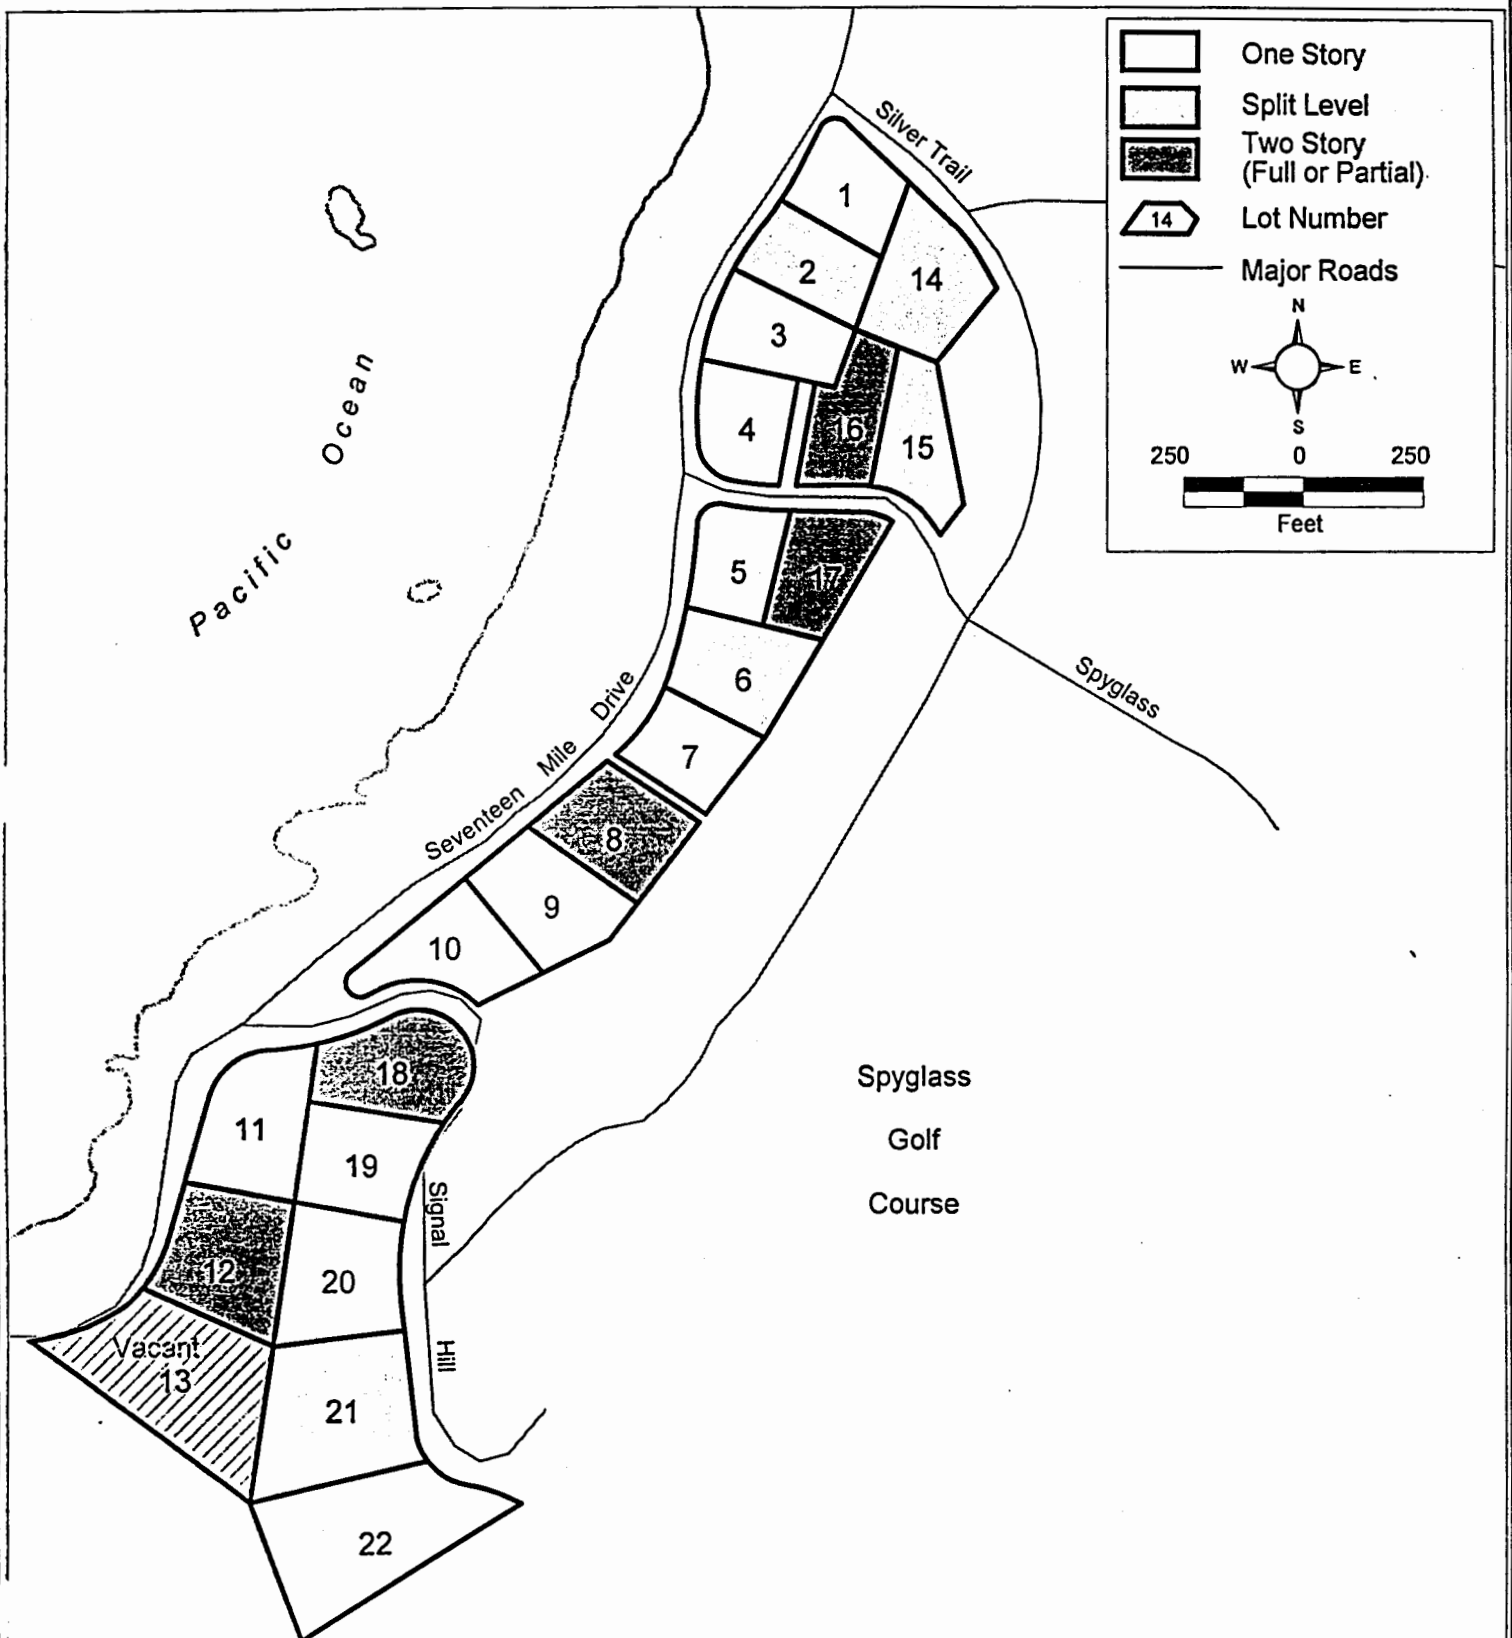 One Story
Split Level
Two Story
(Full or Partial)
14
Lot Number
Major Roads
N
W
E
S
250
0
250
Feet
Silver Trail
1
2
14
3
4
16
15
Pacific Ocean
5
17
6
Spyglass
7
Seventeen Mile Drive
8
9
10
18
Spyglass
Golf
Course
11
19
Signal Hill
12
20
Vacant
13
21
22